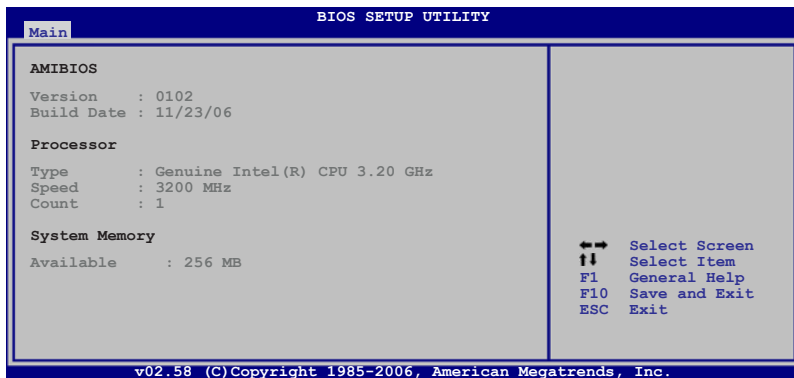 BIOS SETUP UTILITY
Main
AMIBIOS
Version : 0102
Build Date : 11/23/06
Processor
Type : Genuine Intel(R) CPU 3.20 GHz
Speed : 3200 MHz
Count : 1
System Memory
Available : 256 MB
←→ Select Screen
↑↓ Select Item
F1 General Help
F10 Save and Exit
ESC Exit
v02.58 (C)Copyright 1985-2006, American Megatrends, Inc.